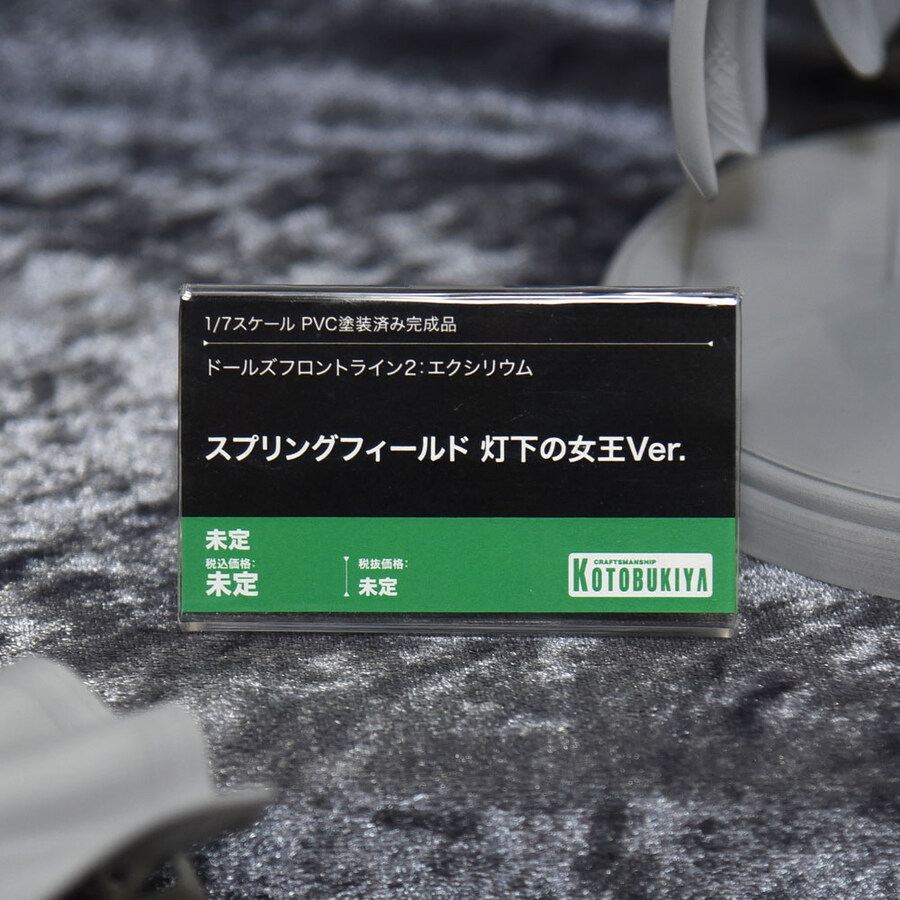 1/7スケール PVC塗装済み完成品
ドールズフロントライン2：エクシリウム
スプリングフィールド 灯下の女王Ver.
未定
税込価格：
未定
税抜価格：
未定
CRAFTSMANSHIP
KOTOBUKIYA